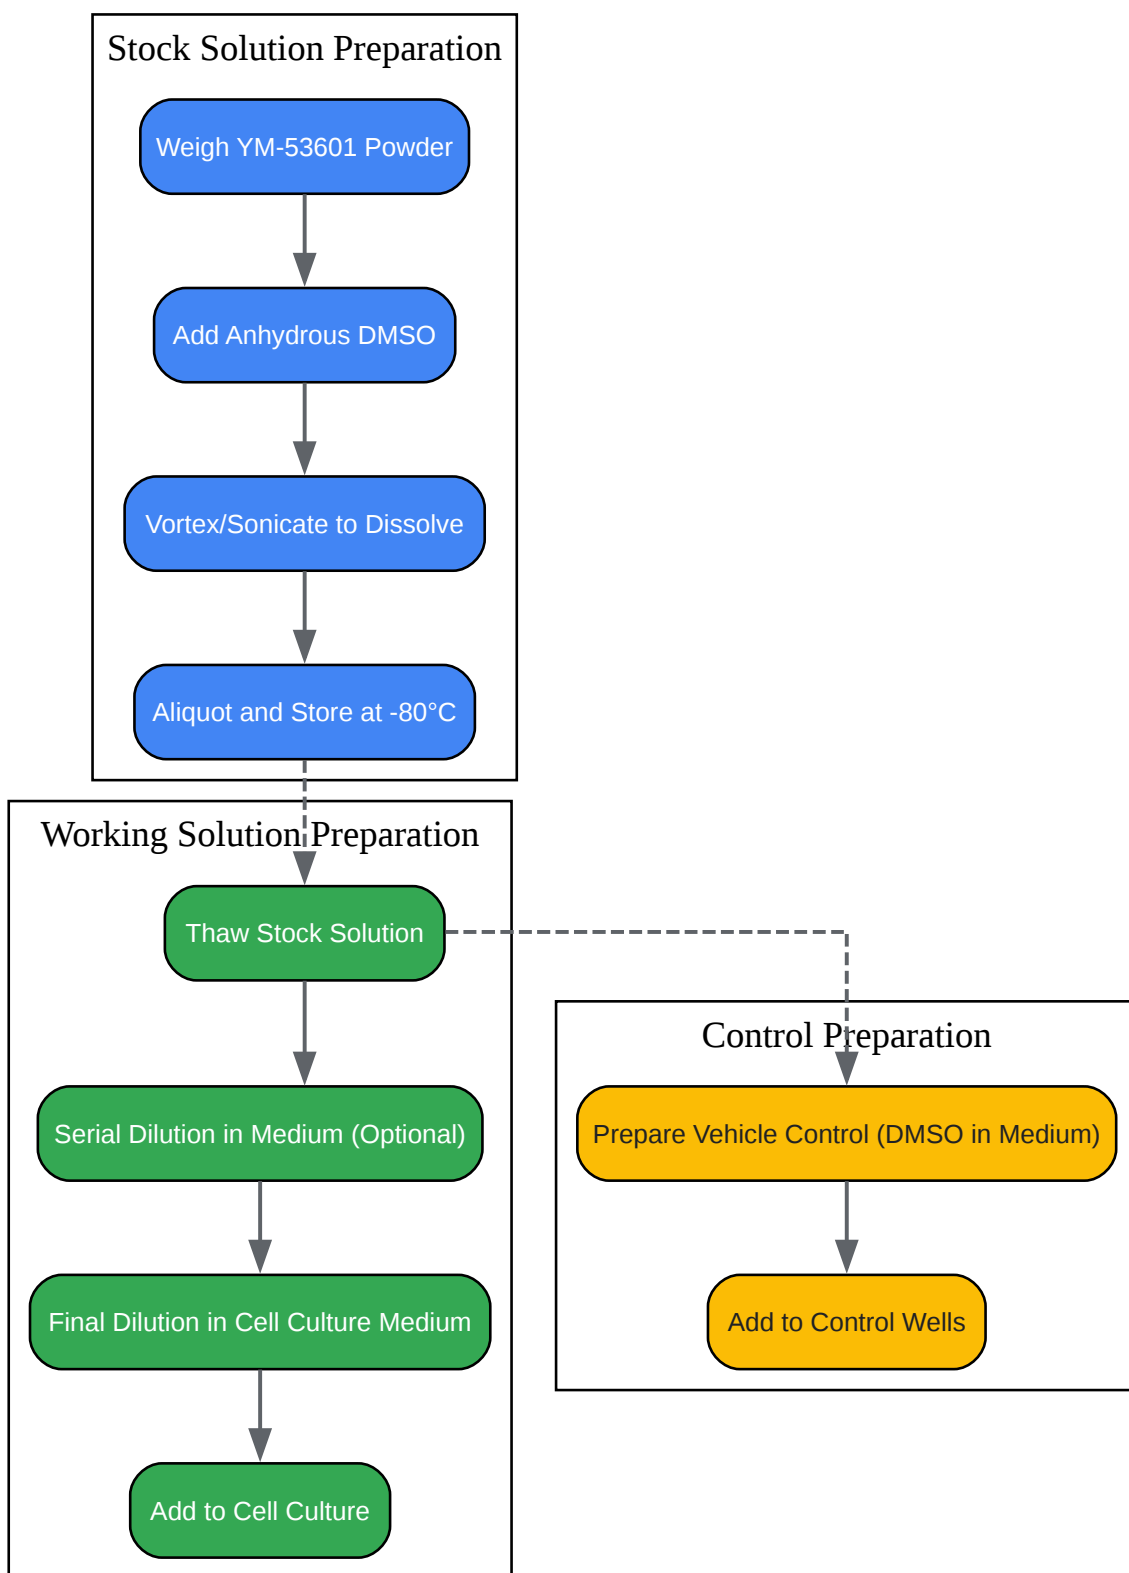 Stock Solution Preparation
Weigh YM-53601 Powder
Add Anhydrous DMSO
Vortex/Sonicate to Dissolve
Aliquot and Store at -80°C
Working Solution Preparation
Thaw Stock Solution
Serial Dilution in Medium (Optional)
Final Dilution in Cell Culture Medium
Add to Cell Culture
Control Preparation
Prepare Vehicle Control (DMSO in Medium)
Add to Control Wells